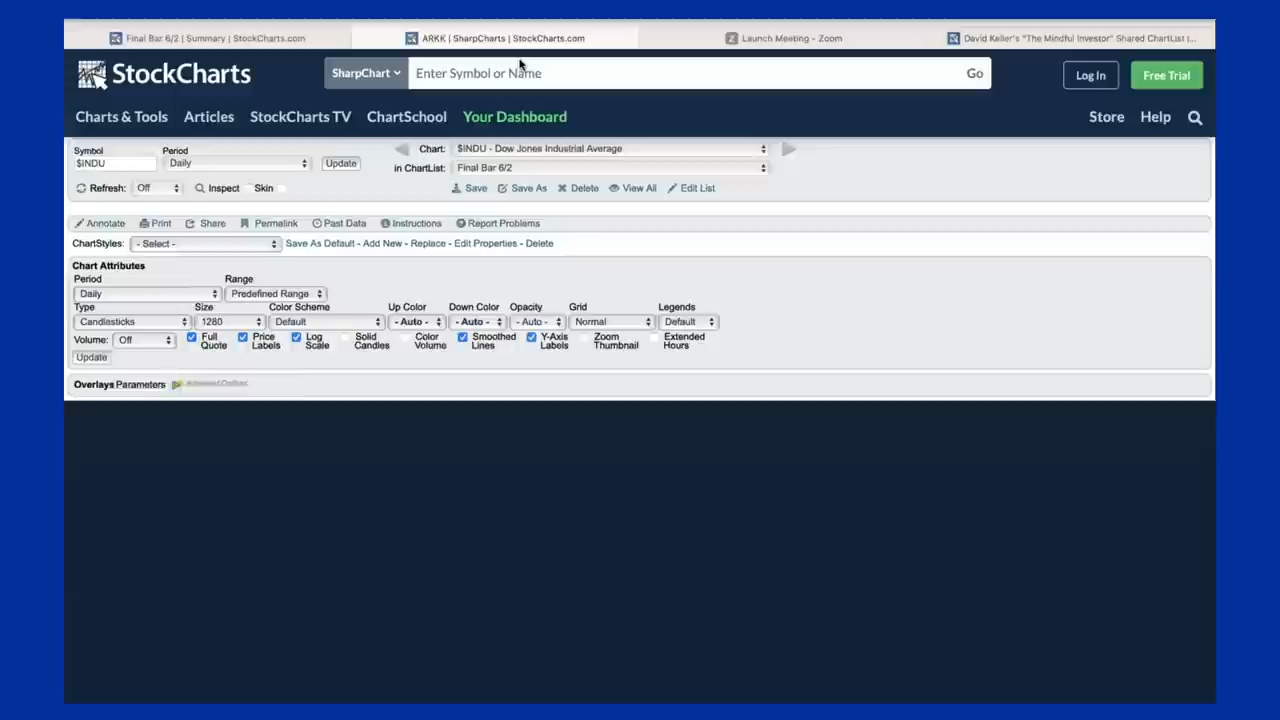 Final Bar 6/2 | Summary | StockCharts.com
ARKK | SharpCharts | StockCharts.com
Launch Meeting - Zoom
David Keller's "The Mindful Investor" Shared ChartList |...
StockCharts
SharpChart
Enter Symbol or Name
Go
Log In
Free Trial
Charts & Tools
Articles
StockCharts TV
ChartSchool
Your Dashboard
Store
Help
Symbol
Period
Chart:
$INDU - Dow Jones Industrial Average
$INDU
Daily
Update
in ChartList:
Final Bar 6/2
Refresh:
Off
Inspect
Skin
Save
Save As
Delete
View All
Edit List
Annotate
Print
Share
Permalink
Past Data
Instructions
Report Problems
ChartStyles:
- Select -
Save As Default - Add New - Replace - Edit Properties - Delete
Chart Attributes
Period
Range
Daily
Predefined Range
Type
Size
Color Scheme
Up Color
Down Color
Opacity
Grid
Legends
Candlesticks
1280
Default
- Auto -
- Auto -
- Auto -
Normal
Default
Volume:
Off
Full Quote
Price Labels
Log Scale
Solid Candles
Color Volume
Smoothed Lines
Y-Axis Labels
Zoom Thumbnail
Extended Hours
Update
Overlays
Parameters
Advanced Options